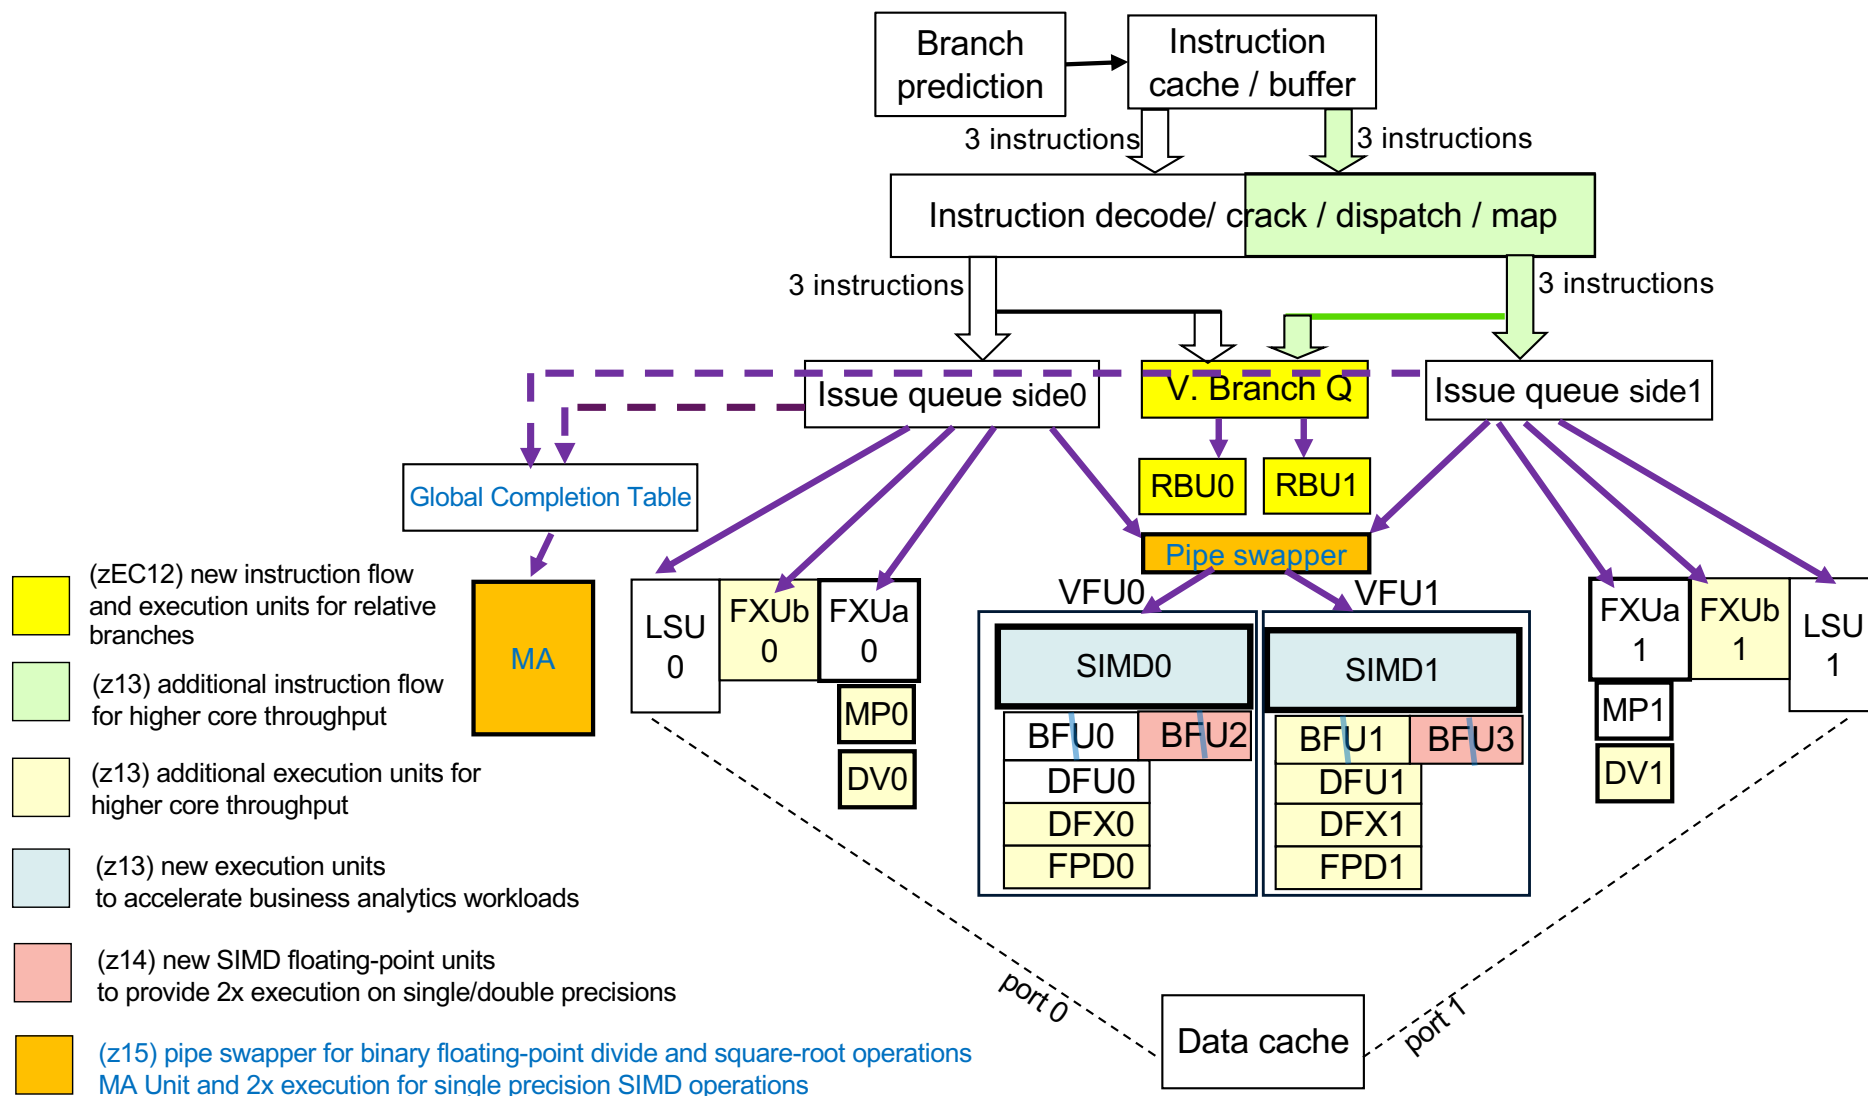 Branch
prediction
Instruction
cache / buffer
3 instructions
3 instructions
Instruction decode/ crack / dispatch / map
3 instructions
3 instructions
Issue queue side0
V. Branch Q
Issue queue side1
Global Completion Table
RBU0
RBU1
Pipe swapper
VFU0
VFU1
MA
LSU
0
FXUb
0
FXUa
0
MP0
DV0
SIMD0
BFU0
BFU2
DFU0
DFX0
FPD0
SIMD1
BFU1
BFU3
DFU1
DFX1
FPD1
FXUa
1
FXUb
1
LSU
1
MP1
DV1
port 0
port 1
Data cache
(zEC12) new instruction flow
and execution units for relative
branches
(z13) additional instruction flow
for higher core throughput
(z13) additional execution units for
higher core throughput
(z13) new execution units
to accelerate business analytics workloads
(z14) new SIMD floating-point units
to provide 2x execution on single/double precisions
(z15) pipe swapper for binary floating-point divide and square-root operations
MA Unit and 2x execution for single precision SIMD operations